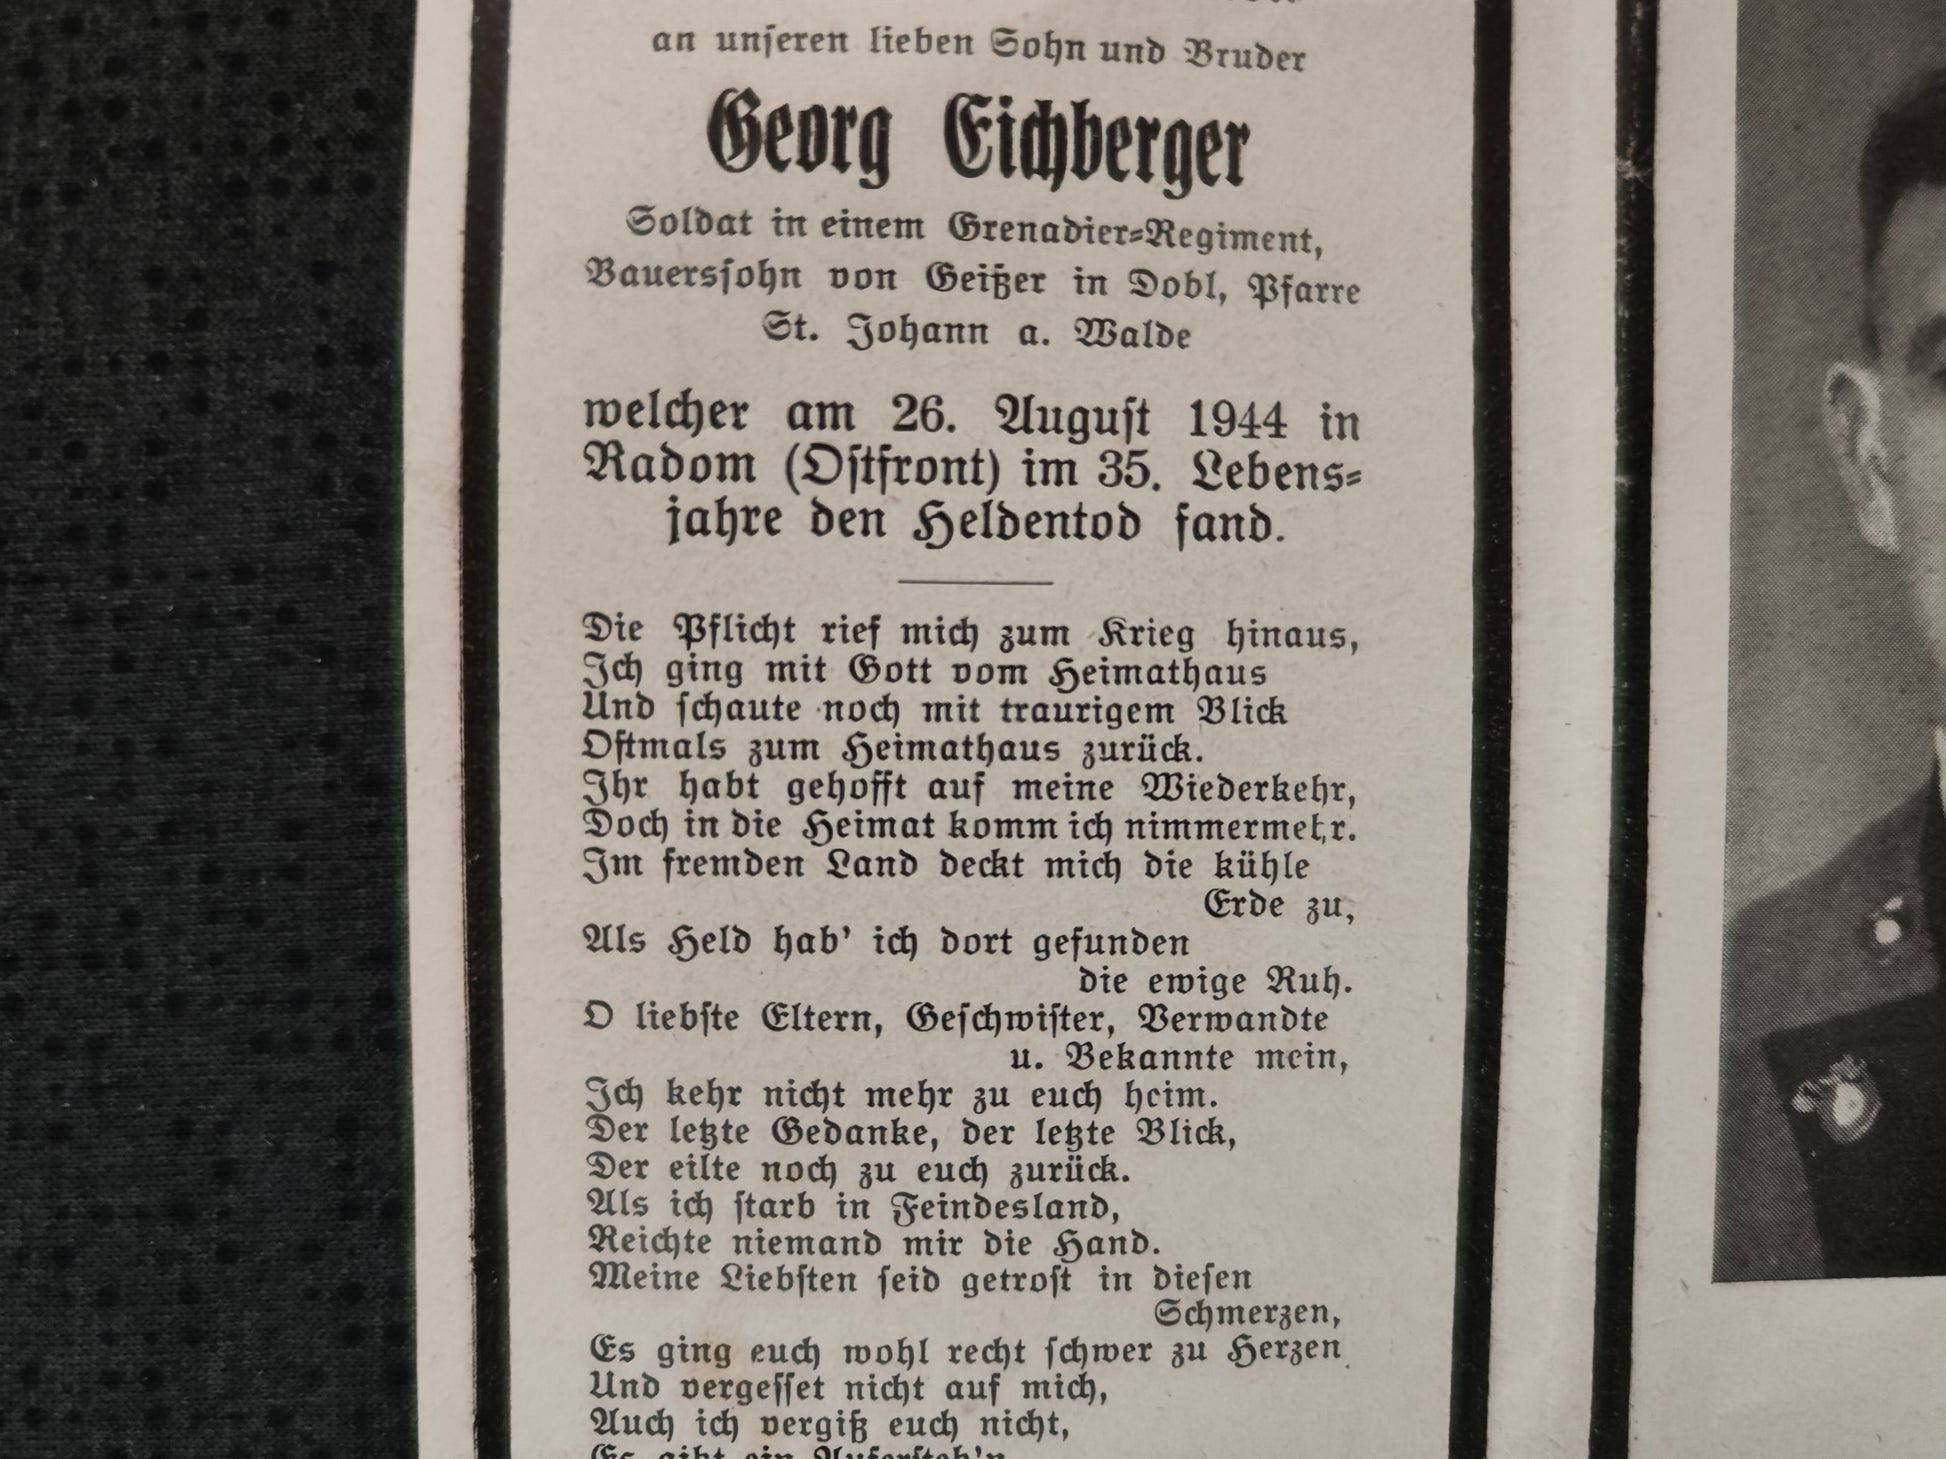 an unſeren lieben Sohn und Bruder
Georg Eichberger
Soldat in einem Grenadier⸗Regiment,
Bauersſohn von Geißer in Dobl, Pfarre
St. Johann a. Walde
welcher am 26. Auguſt 1944 in
Radom (Oſtfront) im 35. Lebens⸗
jahre den Heldentod fand.
Die Pflicht rief mich zum Krieg hinaus,
Ich ging mit Gott vom Heimathaus
Und ſchaute noch mit traurigem Blick
Oftmals zum Heimathaus zurück.
Ihr habt gehofft auf meine Wiederkehr,
Doch in die Heimat komm ich nimmermehr.
Im fremden Land deckt mich die kühle
Erde zu,
Als Held hab' ich dort gefunden
die ewige Ruh.
O liebſte Eltern, Geſchwiſter, Verwandte
u. Bekannte mein,
Ich kehr nicht mehr zu euch heim.
Der letzte Gedanke, der letzte Blick,
Der eilte noch zu euch zurück.
Als ich ſtarb in Feindesland,
Reichte niemand mir die Hand.
Meine Liebſten ſeid getroſt in dieſen
Schmerzen,
Es ging euch wohl recht ſchwer zu Herzen.
Und vergeſſet nicht auf mich,
Auch ich vergiß euch nicht,
Es gibt ein Auferſteh'n